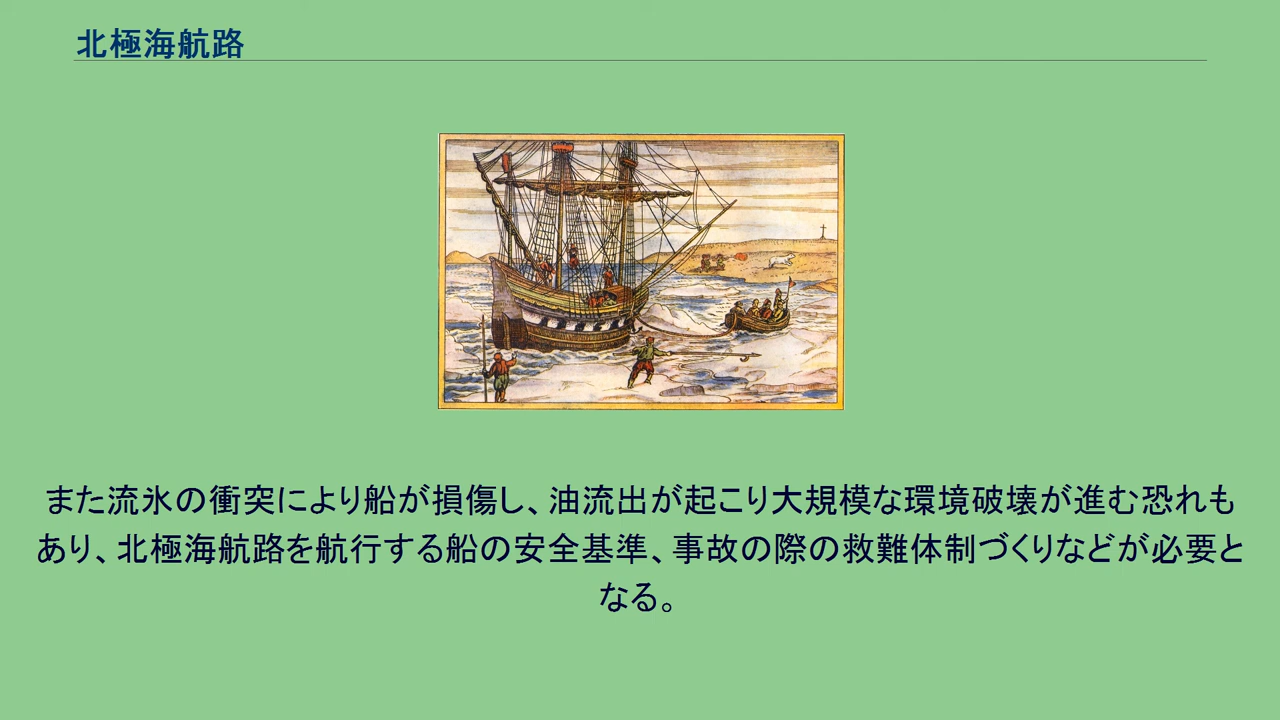 北極海航路
また流氷の衝突により船が損傷し、油流出が起こり大規模な環境破壊が進む恐れも
あり、北極海航路を航行する船の安全基準、事故の際の救難体制づくりなどが必要と
なる。